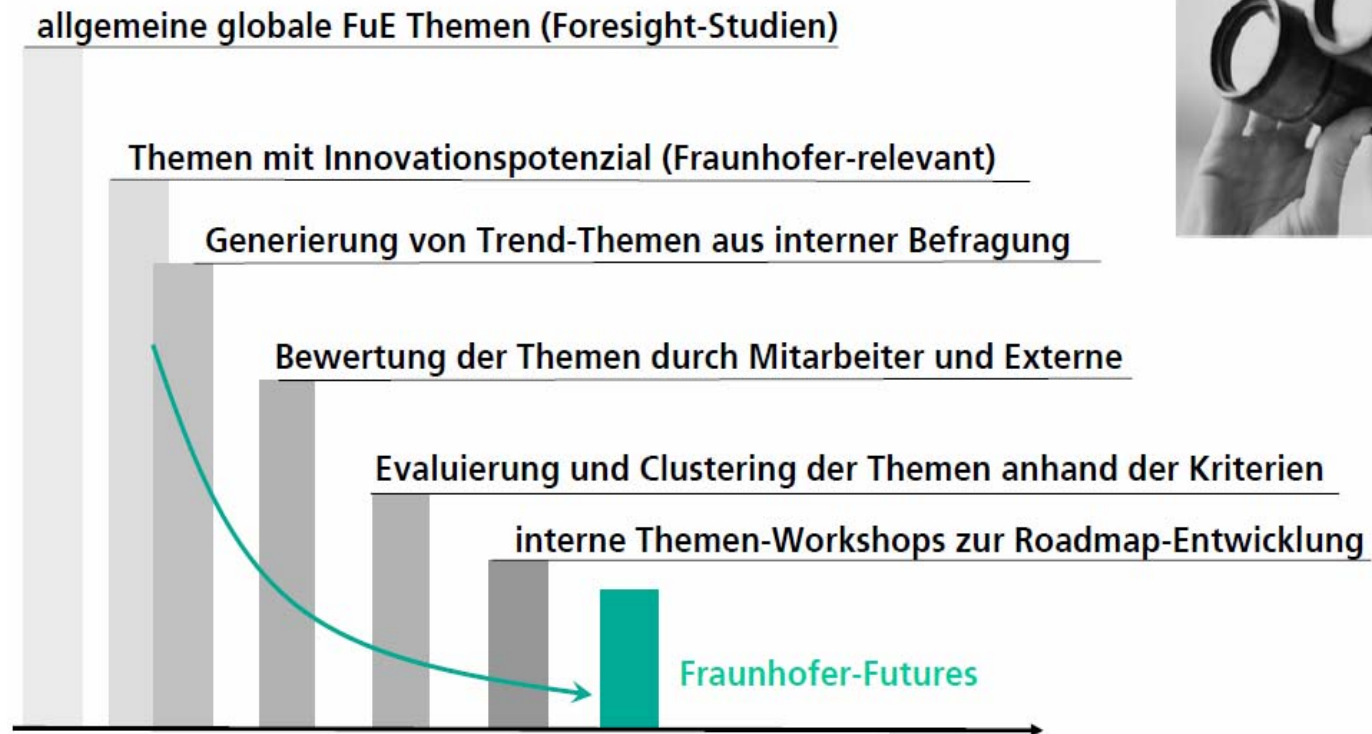 allgemeine globale FuE Themen (Foresight-Studien)
Themen mit Innovationspotenzial (Fraunhofer-relevant)
Generierung von Trend-Themen aus interner Befragung
Bewertung der Themen durch Mitarbeiter und Externe
Evaluierung und Clustering der Themen anhand der Kriterien
interne Themen-Workshops zur Roadmap-Entwicklung
Fraunhofer-Futures